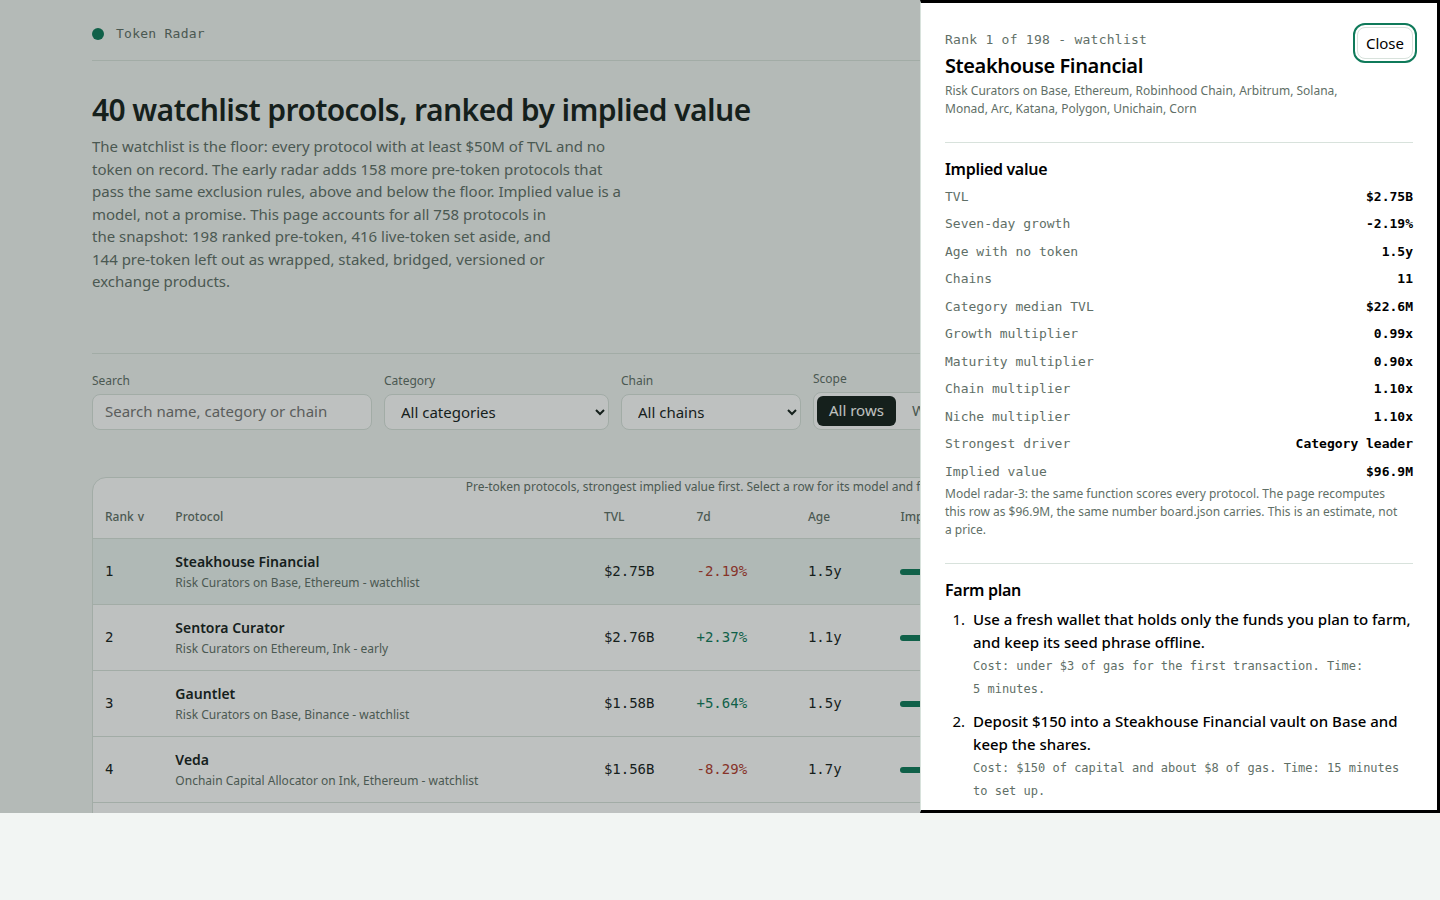 Token Radar
40 watchlist protocols, ranked by implied value
The watchlist is the floor: every protocol with at least $50M of TVL and no
token on record. The early radar adds 158 more pre-token protocols that
pass the same exclusion rules, above and below the floor. Implied value is a
model, not a promise. This page accounts for all 758 protocols in
the snapshot: 198 ranked pre-token, 416 live-token set aside, and
144 pre-token left out as wrapped, staked, bridged, versioned or
exchange products.
Search Category Chain Scope
Search name, category or chain All categories All chains All rows W
Pre-token protocols, strongest implied value first. Select a row for its model and f
Rank v Protocol TVL 7d Age Imp
1 Steakhouse Financial $2.75B -2.19% 1.5y
Risk Curators on Base, Ethereum - watchlist
2 Sentora Curator $2.76B +2.37% 1.1y
Risk Curators on Ethereum, Ink - early
3 Gauntlet $1.58B +5.64% 1.5y
Risk Curators on Base, Binance - watchlist
4 Veda $1.56B -8.29% 1.7y
Onchain Capital Allocator on Ink, Ethereum - watchlist
Rank 1 of 198 - watchlist
Close
Steakhouse Financial
Risk Curators on Base, Ethereum, Robinhood Chain, Arbitrum, Solana,
Monad, Arc, Katana, Polygon, Unichain, Corn
Implied value
TVL $2.75B
Seven-day growth -2.19%
Age with no token 1.5y
Chains 11
Category median TVL $22.6M
Growth multiplier 0.99x
Maturity multiplier 0.90x
Chain multiplier 1.10x
Niche multiplier 1.10x
Strongest driver Category leader
Implied value $96.9M
Model radar-3: the same function scores every protocol. The page recomputes
this row as $96.9M, the same number board.json carries. This is an estimate, not
a price.
Farm plan
1. Use a fresh wallet that holds only the funds you plan to farm,
and keep its seed phrase offline.
Cost: under $3 of gas for the first transaction. Time:
5 minutes.
2. Deposit $150 into a Steakhouse Financial vault on Base and
keep the shares.
Cost: $150 of capital and about $8 of gas. Time: 15 minutes
to set up.